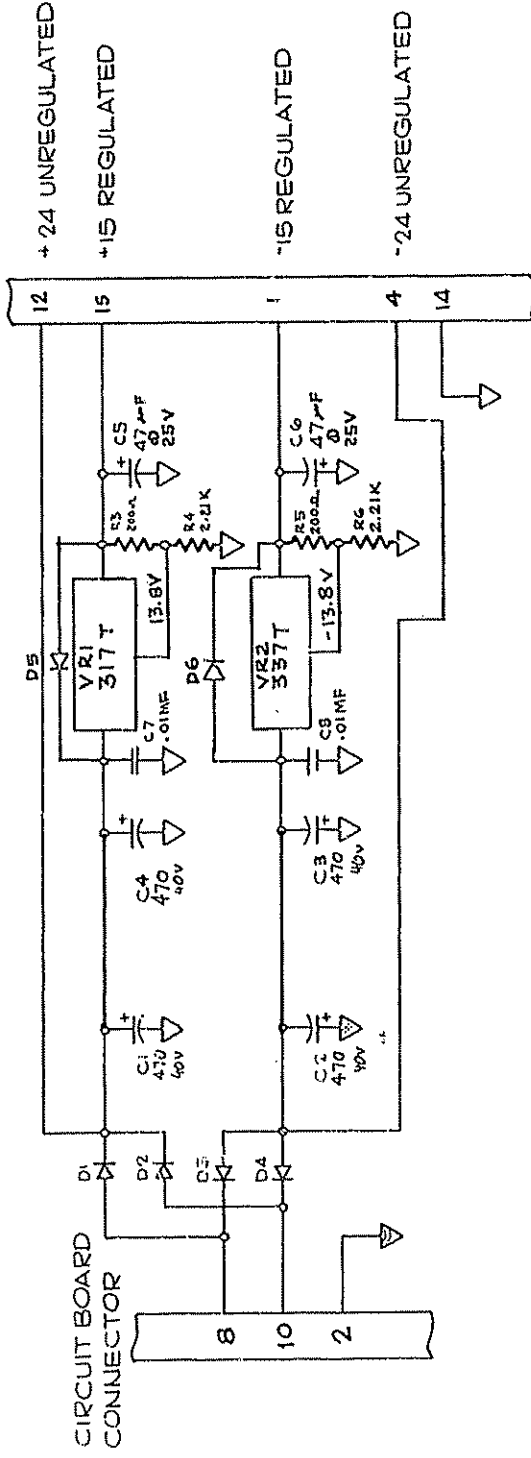 CIRCUIT BOARD
CONNECTOR
8
10
2
D1
D2
D3
D4
C1
470
40V
C2
470
40V
C4
470
40V
C3
470
40V
C7
.01MF
C8
.01MF
D5
VR1
317T
13.8V
D6
VR2
337T
-13.8V
R3
200Ω
R4
2.21K
R5
200Ω
R6
2.21K
+
C5
47µF
@
25V
C6
47µF
@
25V
+
12
15
1
4
14
+24 UNREGULATED
+15 REGULATED
-15 REGULATED
-24 UNREGULATED